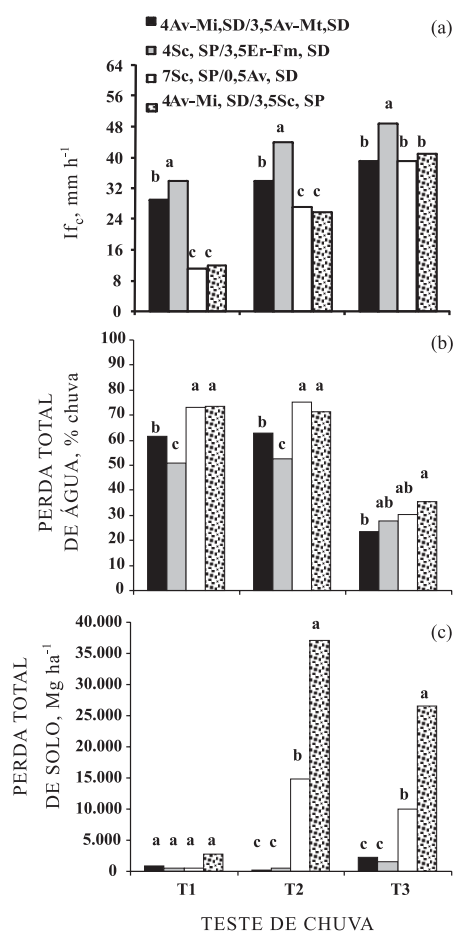 4Av-Mi,SD/3,5Av-Mt,SD (a)
4Sc, SP/3,5Er-Fm, SD
7Sc, SP/0,5Av, SD
4Av-Mi, SD/3,5Sc, SP
If_c, mm h⁻¹
64
56
48
40
32
24
16
8
0
b a c c
b a c c
b a b b
(b)
PERDA TOTAL
DE ÁGUA, % chuva
100
90
80
70
60
50
40
30
20
10
0
b c a a
b c a a
b ab ab a
(c)
PERDA TOTAL
DE SOLO, Mg ha⁻¹
40.000
35.000
30.000
25.000
20.000
15.000
10.000
5.000
0
a a a a
c c b a
c c b a
T1 T2 T3
TESTE DE CHUVA